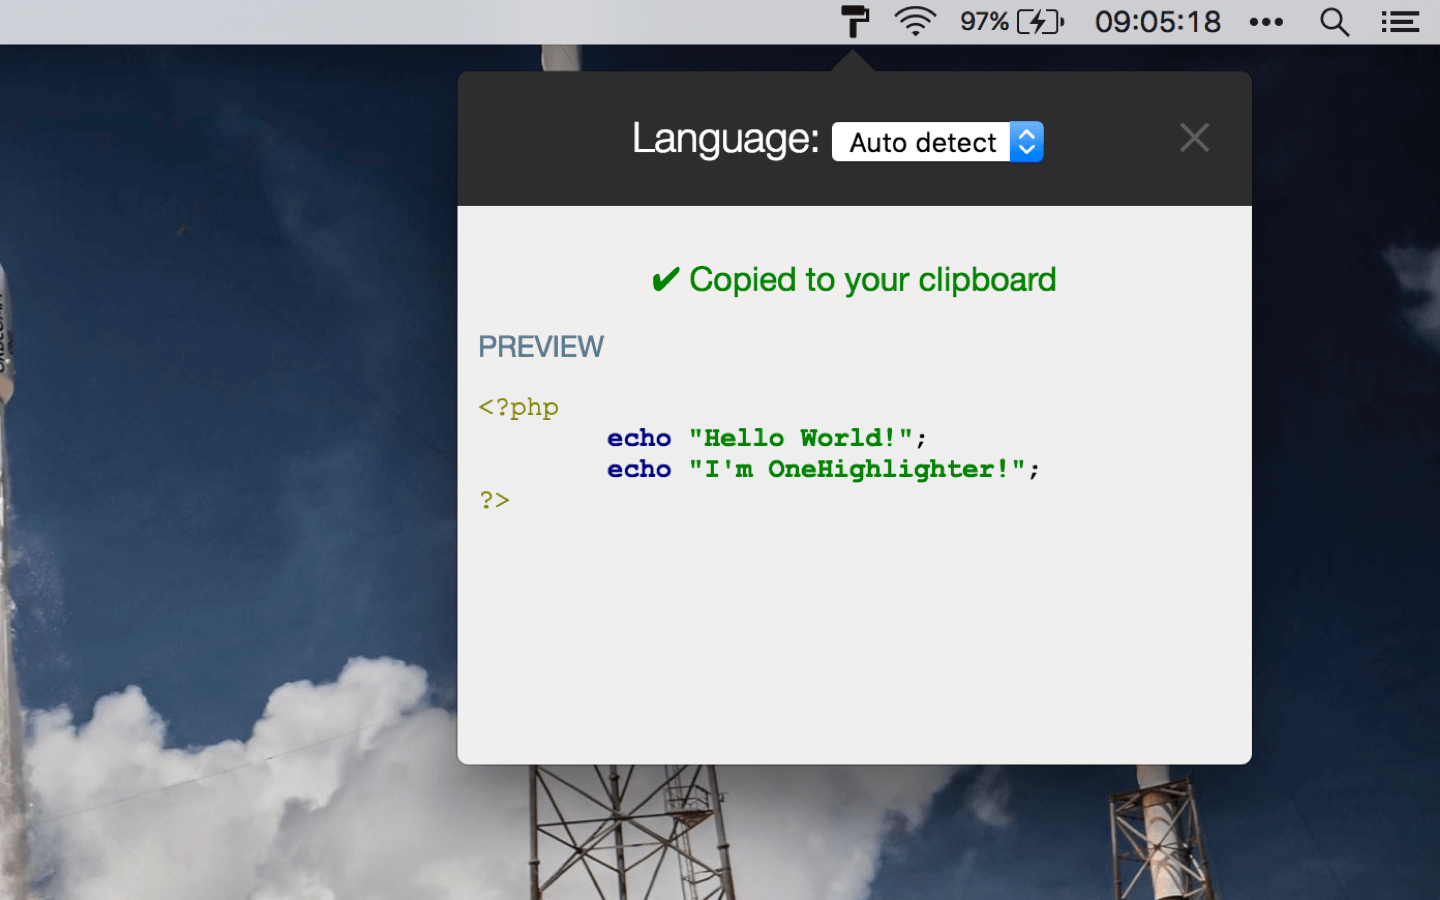 97% 09:05:18
Language: Auto detect
✔ Copied to your clipboard
PREVIEW
<?php
echo "Hello World!";
echo "I'm OneHighlighter!";
?>